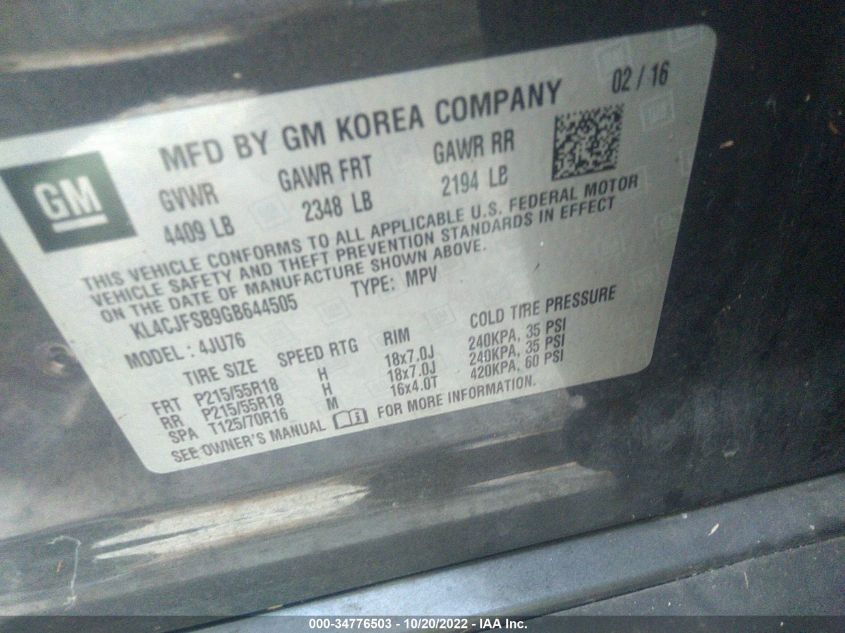 02 / 16
MFD BY GM KOREA COMPANY
GM
GVWR GAWR FRT GAWR RR
4409 LB 2348 LB 2194 LB
THIS VEHICLE CONFORMS TO ALL APPLICABLE U.S. FEDERAL MOTOR
VEHICLE SAFETY AND THEFT PREVENTION STANDARDS IN EFFECT
ON THE DATE OF MANUFACTURE SHOWN ABOVE.
KL4CJFSB9GB644505 TYPE: MPV
MODEL : 4JU76
TIRE SIZE SPEED RTG RIM COLD TIRE PRESSURE
FRT P215/55R18 H 18x7.0J 240KPA, 35 PSI
RR P215/55R18 H 18x7.0J 240KPA, 35 PSI
SPA T125/70R16 M 16x4.0T 420KPA, 60 PSI
SEE OWNER'S MANUAL FOR MORE INFORMATION.
000-34776503 - 10/20/2022 - IAA Inc.